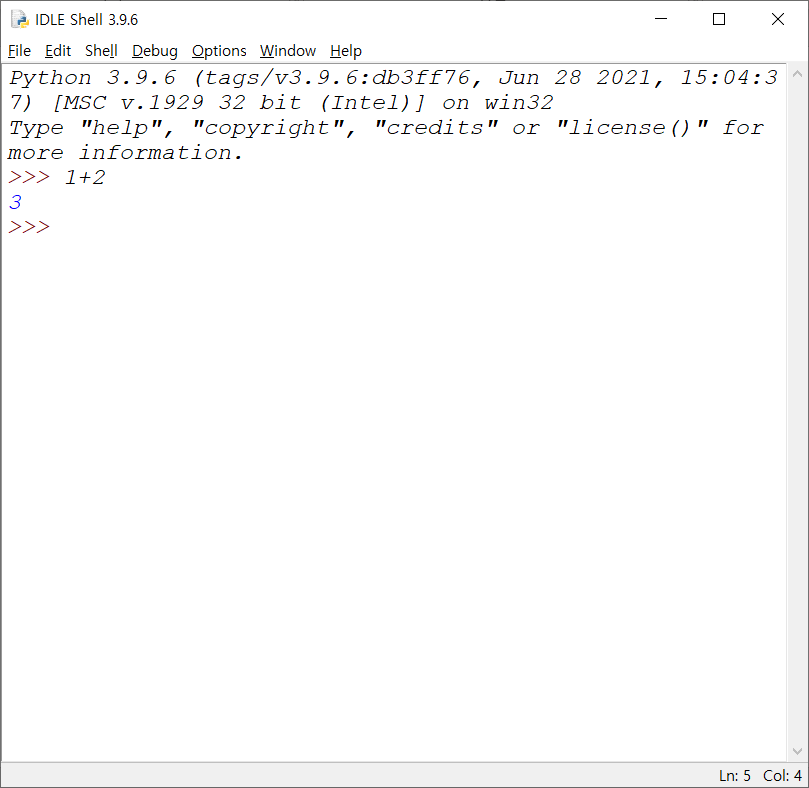 IDLE Shell 3.9.6
File Edit Shell Debug Options Window Help
Python 3.9.6 (tags/v3.9.6:db3ff76, Jun 28 2021, 15:04:3
7) [MSC v.1929 32 bit (Intel)] on win32
Type "help", "copyright", "credits" or "license()" for
more information.
>>> 1+2
3
>>>
Ln: 5 Col: 4